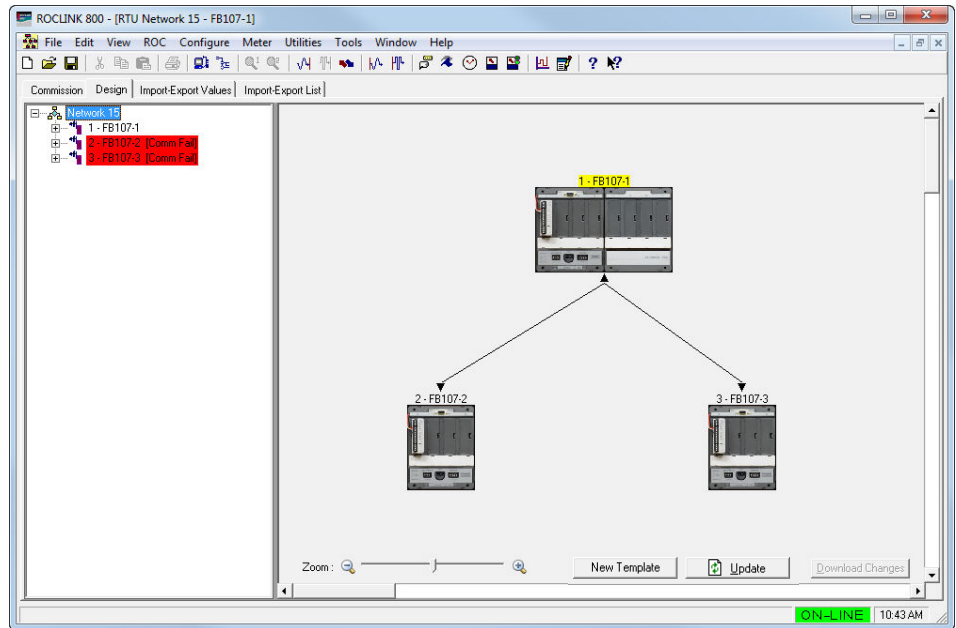 ROCLINK 800 - [RTU Network 15 - FB107-1]
File Edit View ROC Configure Meter Utilities Tools Window Help
Commission Design Import-Export Values Import-Export List
Network 15
1 - FB107-1
2 - FB107-2 (Comm Fail)
3 - FB107-3 (Comm Fail)
1 - FB107-1
2 - FB107-2
3 - FB107-3
Zoom :
New Template
Update
Download Changes
ON-LINE
10:43 AM